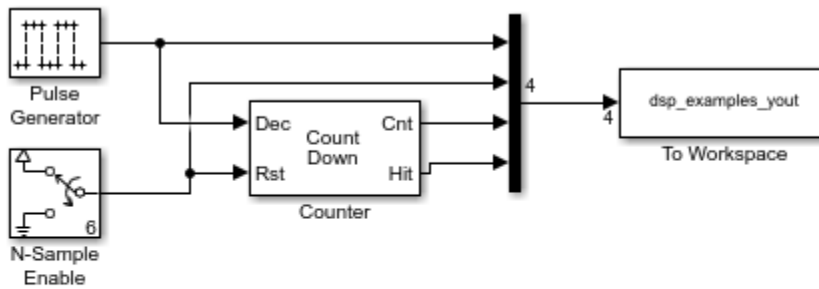 Pulse
Generator
6
N-Sample
Enable
Dec
Rst
Count
Down
Cnt
Hit
Counter
4
4
dsp_examples_yout
To Workspace